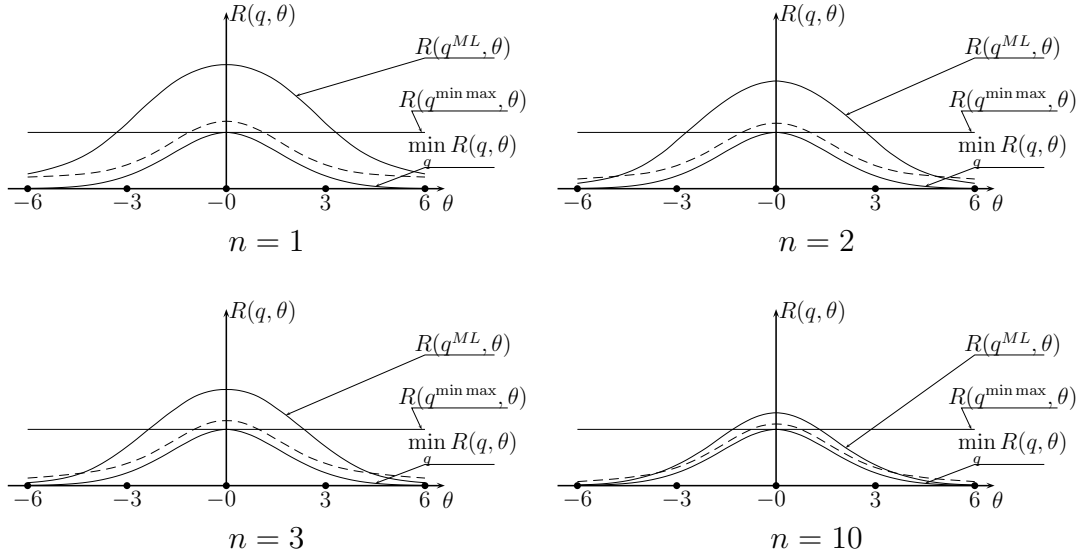 R(q, θ)
R(q^{ML}, θ)
R(q^{min max}, θ)
min_q R(q, θ)
−6 −3 −0 3 6 θ
n = 1
R(q, θ)
R(q^{ML}, θ)
R(q^{min max}, θ)
min_q R(q, θ)
−6 −3 −0 3 6 θ
n = 2
R(q, θ)
R(q^{ML}, θ)
R(q^{min max}, θ)
min_q R(q, θ)
−6 −3 −0 3 6 θ
n = 3
R(q, θ)
R(q^{ML}, θ)
R(q^{min max}, θ)
min_q R(q, θ)
−6 −3 −0 3 6 θ
n = 10